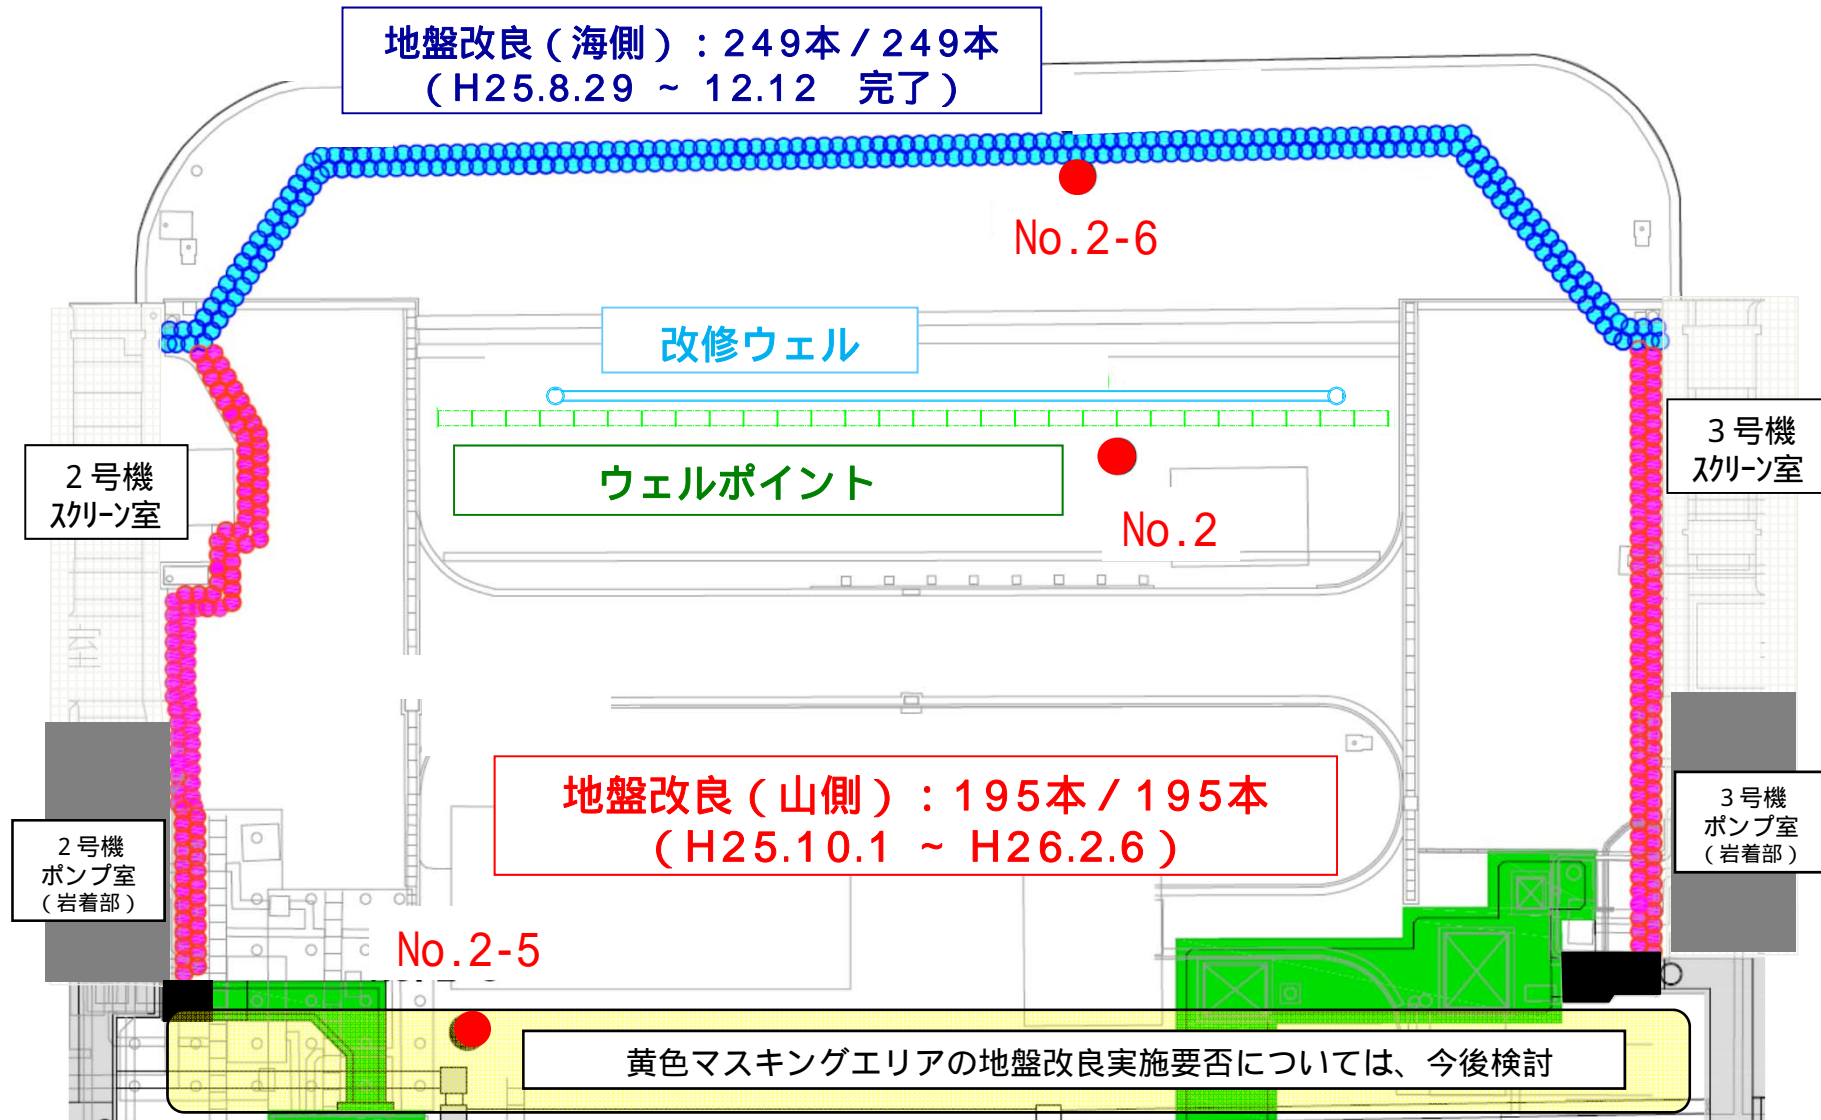 地盤改良（海側）：249本／249本
（H25.8.29 ～ 12.12　完了）
No.2-6
改修ウェル
ウェルポイント
No.2
2号機
ｽｸﾘｰﾝ室
3号機
ｽｸﾘｰﾝ室
地盤改良（山側）：195本／195本
（H25.10.1 ～ H26.2.6）
2号機
ポンプ室
（岩着部）
3号機
ポンプ室
（岩着部）
No.2-5
黄色マスキングエリアの地盤改良実施要否については、今後検討